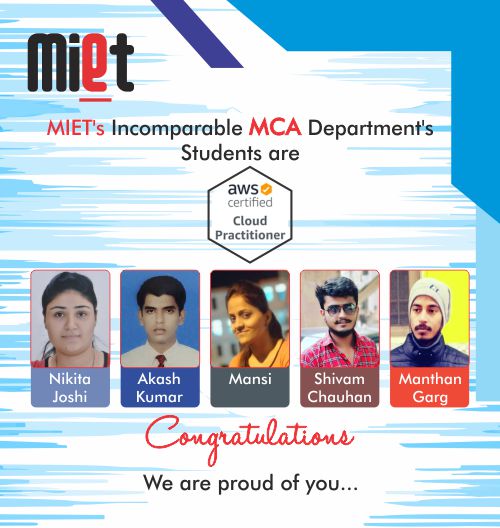 miet
MIET's Incomparable MCA Department's
Students are
aws
certified
Cloud
Practitioner
Nikita
Joshi
Akash
Kumar
Mansi
Shivam
Chauhan
Manthan
Garg
Congratulations
We are proud of you...